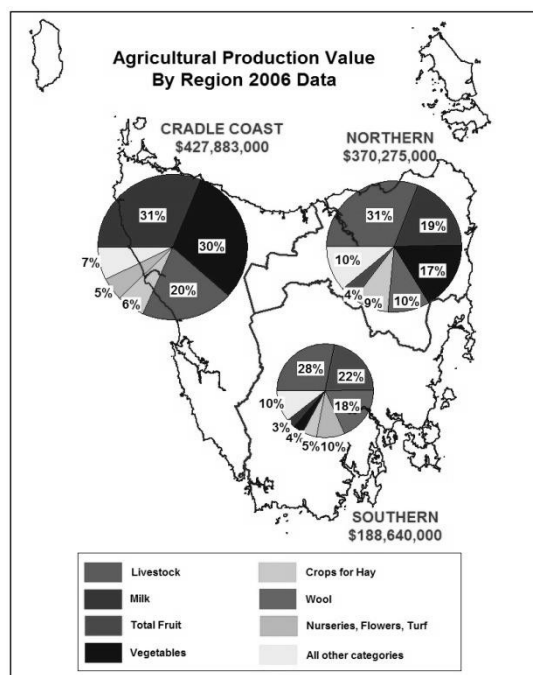 Agricultural Production Value
By Region 2006 Data
CRADLE COAST
$427,883,000
NORTHERN
$370,275,000
31%
30%
20%
6%
5%
7%
31%
19%
17%
10%
9%
4%
10%
28%
22%
18%
10%
5%
4%
3%
10%
SOUTHERN
$188,640,000
Livestock
Milk
Total Fruit
Vegetables
Crops for Hay
Wool
Nurseries, Flowers, Turf
All other categories